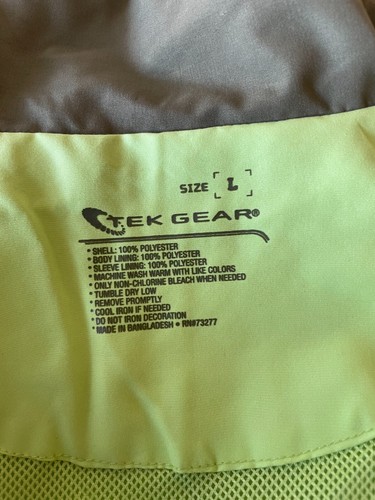 SIZE L
TEK GEAR®
* SHELL: 100% POLYESTER
* BODY LINING: 100% POLYESTER
* SLEEVE LINING: 100% POLYESTER
* MACHINE WASH WARM WITH LIKE COLORS
* ONLY NON-CHLORINE BLEACH WHEN NEEDED
* TUMBLE DRY LOW
* REMOVE PROMPTLY
* COOL IRON IF NEEDED
* DO NOT IRON DECORATION
* MADE IN BANGLADESH • RN#73277